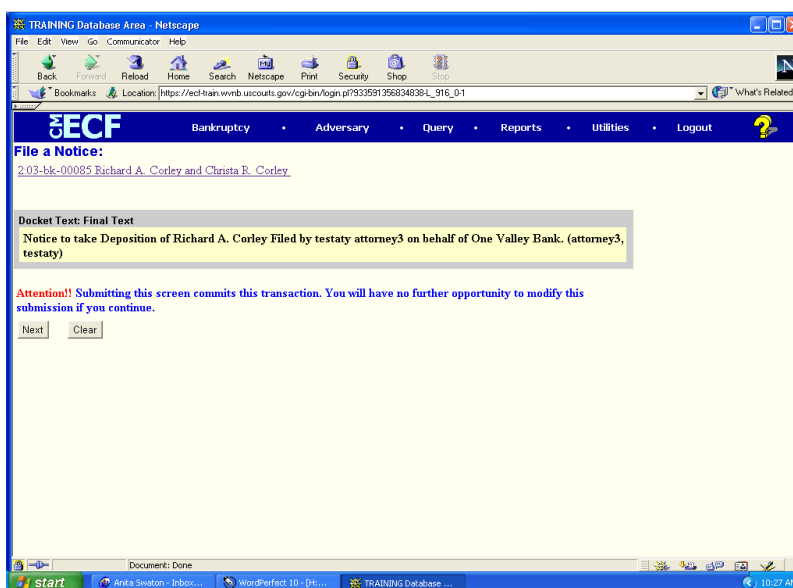 TRAINING Database Area - Netscape
File Edit View Go Communicator Help
Back Forward Reload Home Search Netscape Print Security Shop Stop
Bookmarks Location: https://ecf-train.wvnb.uscourts.gov/cgi-bin/login.pl?933591356834838-L_916_0-1 What's Related
CM ECF Bankruptcy • Adversary • Query • Reports • Utilities • Logout ?
File a Notice:
2:03-bk-00085 Richard A. Corley and Christa R. Corley
Docket Text: Final Text
Notice to take Deposition of Richard A. Corley Filed by testaty attorney3 on behalf of One Valley Bank. (attorney3,
testaty)
Attention!! Submitting this screen commits this transaction. You will have no further opportunity to modify this
submission if you continue.
Next Clear
Document: Done
start Anita Swaton - Inbox... WordPerfect 10 - [H:... TRAINING Database ... 10:27 AM